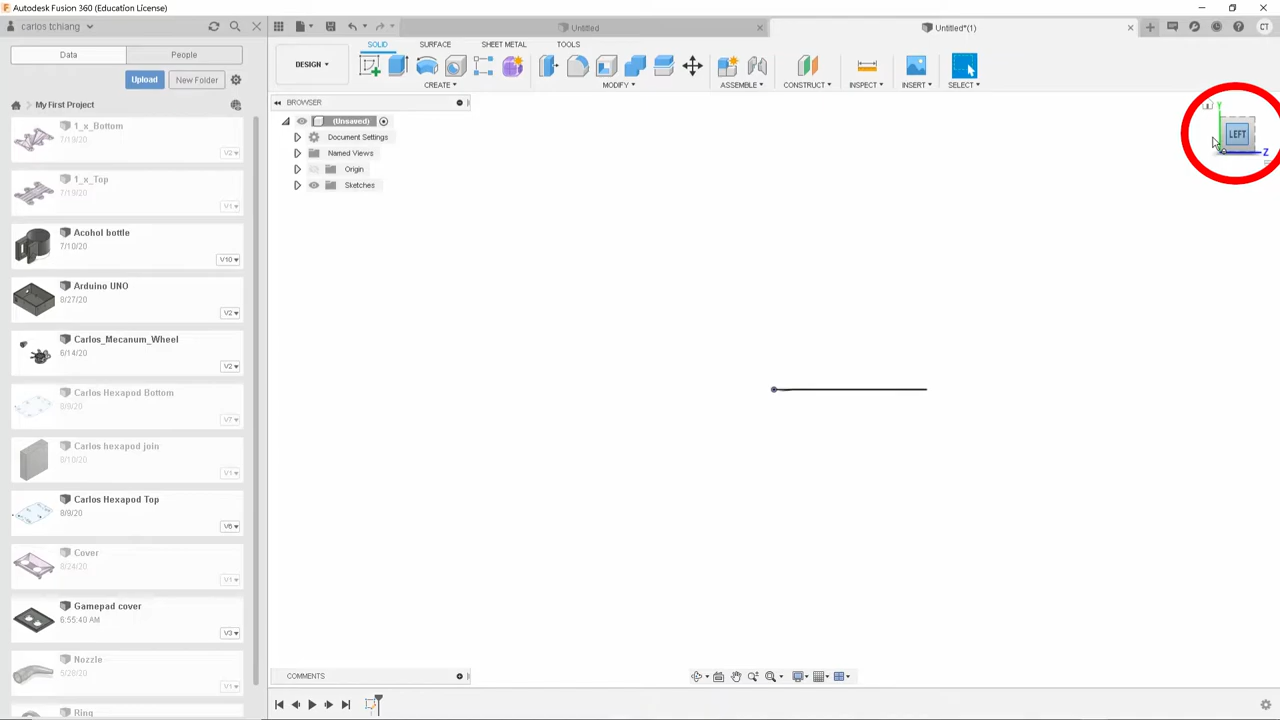 Autodesk Fusion 360 (Education License)
carlos tchiang
Untitled
Untitled*(1)
CT
Data
People
SOLID
SURFACE
SHEET METAL
TOOLS
DESIGN
Upload
New Folder
CREATE
MODIFY
ASSEMBLE
CONSTRUCT
INSPECT
INSERT
SELECT
My First Project
BROWSER
(Unsaved)
Document Settings
Named Views
Origin
Sketches
Y
LEFT
Z
1_x_Bottom
7/19/20
V2
1_x_Top
7/19/20
V1
Acohol bottle
7/10/20
V10
Arduino UNO
8/27/20
V2
Carlos_Mecanum_Wheel
6/14/20
V2
Carlos Hexapod Bottom
8/9/20
V7
Carlos hexapod join
8/10/20
V1
Carlos Hexapod Top
8/9/20
V6
Cover
8/24/20
V1
Gamepad cover
6:55:40 AM
V3
Nozzle
5/28/20
V1
Ring
COMMENTS